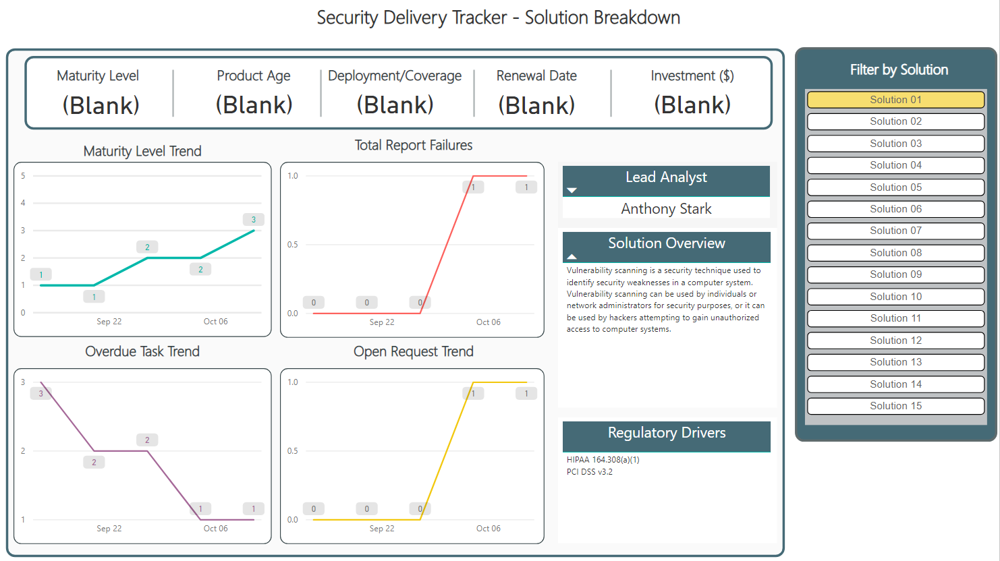 Security Delivery Tracker - Solution Breakdown
Maturity Level
(Blank)
Product Age
(Blank)
Deployment/Coverage
(Blank)
Renewal Date
(Blank)
Investment ($)
(Blank)
Maturity Level Trend
5
4
3
2
1
0
1
1
2
2
3
Sep 22
Oct 06
Total Report Failures
1.0
0.5
0.0
0
0
0
1
1
Sep 22
Oct 06
Overdue Task Trend
3
2
1
3
2
2
1
1
Sep 22
Oct 06
Open Request Trend
1.0
0.5
0.0
0
0
0
1
1
Sep 22
Oct 06
Lead Analyst
Anthony Stark
Solution Overview
Vulnerability scanning is a security technique used to
identify security weaknesses in a computer system.
Vulnerability scanning can be used by individuals or
network administrators for security purposes, or it can
be used by hackers attempting to gain unauthorized
access to computer systems.
Regulatory Drivers
HIPAA 164.308(a)(1)
PCI DSS v3.2
Filter by Solution
Solution 01
Solution 02
Solution 03
Solution 04
Solution 05
Solution 06
Solution 07
Solution 08
Solution 09
Solution 10
Solution 11
Solution 12
Solution 13
Solution 14
Solution 15